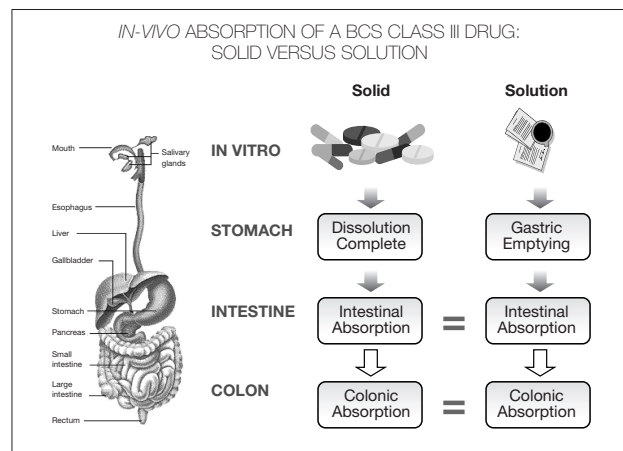 IN-VIVO ABSORPTION OF A BCS CLASS III DRUG:
SOLID VERSUS SOLUTION
Solid
Solution
Mouth
Salivary
glands
IN VITRO
Esophagus
Liver
Gallbladder
STOMACH
Dissolution
Complete
Gastric
Emptying
Stomach
Pancreas
INTESTINE
Intestinal
Absorption
=
Intestinal
Absorption
Small
intestine
Large
intestine
Rectum
COLON
Colonic
Absorption
=
Colonic
Absorption